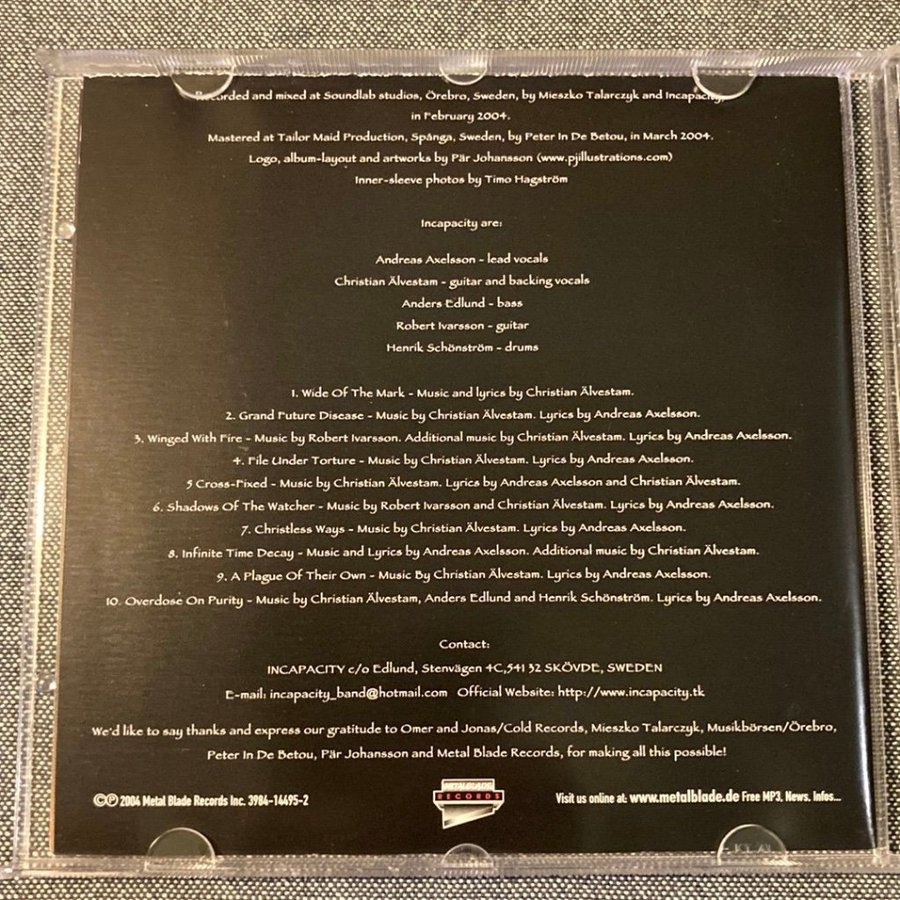 Recorded and mixed at Soundlab studios, Örebro, Sweden, by Mieszko Talarczyk and Incapacity,
in February 2004.
Mastered at Tailor Maid Production, Spånga, Sweden, by Peter In De Betou, in March 2004.
Logo, album-layout and artworks by Pär Johansson (www.pjillustrations.com)
Inner-sleeve photos by Timo Hagström
Incapacity are:
Andreas Axelsson - lead vocals
Christian Älvestam - guitar and backing vocals
Anders Edlund - bass
Robert Ivarsson - guitar
Henrik Schönström - drums
1. Wide Of The Mark - Music and lyrics by Christian Älvestam.
2. Grand Future Disease - Music by Christian Älvestam. Lyrics by Andreas Axelsson.
3. Winged With Fire - Music by Robert Ivarsson. Additional music by Christian Älvestam. Lyrics by Andreas Axelsson.
4. File Under Torture - Music by Christian Älvestam. Lyrics by Andreas Axelsson.
5 Cross-Fixed - Music by Christian Älvestam. Lyrics by Andreas Axelsson and Christian Älvestam.
6. Shadows Of The Watcher - Music by Robert Ivarsson and Christian Älvestam. Lyrics by Andreas Axelsson.
7. Christless Ways - Music by Christian Älvestam. Lyrics by Andreas Axelsson.
8. Infinite Time Decay - Music and Lyrics by Andreas Axelsson. Additional music by Christian Älvestam.
9. A Plague Of Their Own - Music By Christian Älvestam. Lyrics by Andreas Axelsson.
10. Overdose On Purity - Music by Christian Älvestam, Anders Edlund and Henrik Schönström. Lyrics by Andreas Axelsson.
Contact:
INCAPACITY c/o Edlund, Stenvägen 4C,541 32 SKÖVDE, SWEDEN
E-mail: incapacity_band@hotmail.com Official Website: http://www.incapacity.tk
We'd like to say thanks and express our gratitude to Omer and Jonas/Cold Records, Mieszko Talarczyk, Musikbörsen/Örebro,
Peter In De Betou, Pär Johansson and Metal Blade Records, for making all this possible!
©℗ 2004 Metal Blade Records Inc. 3984-14495-2
METAL BLADE
RECORDS
Visit us online at: www.metalblade.de Free MP3, News, Infos...